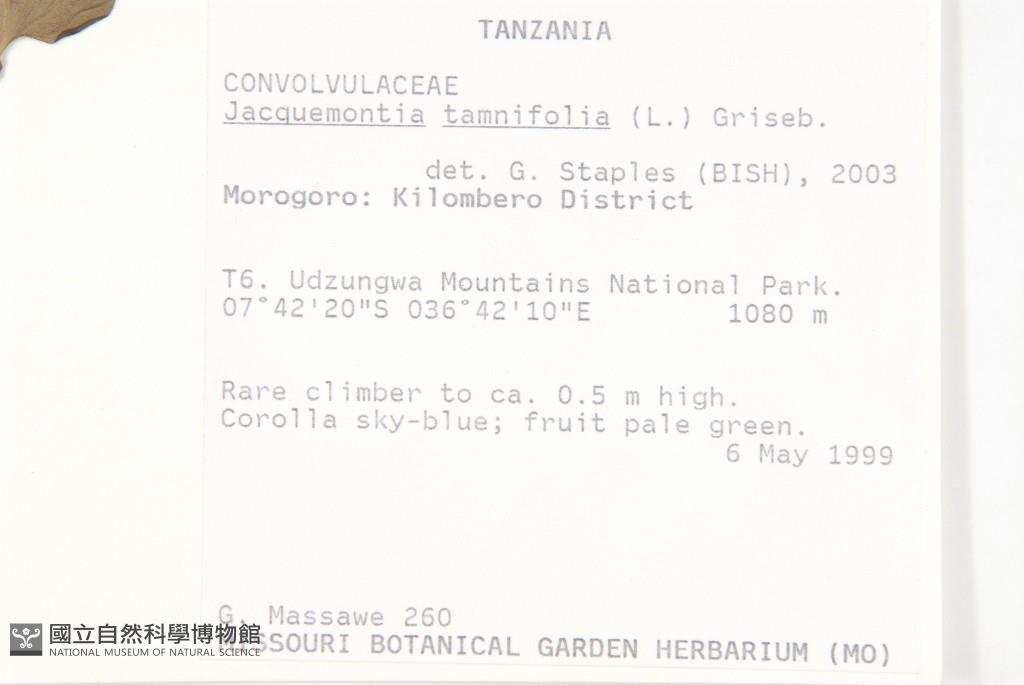 TANZANIA
CONVOLVULACEAE
Jacquemontia tamnifolia (L.) Griseb.
det. G. Staples (BISH), 2003
Morogoro: Kilombero District
T6. Udzungwa Mountains National Park.
07°42'20"S 036°42'10"E 1080 m
Rare climber to ca. 0.5 m high.
Corolla sky-blue; fruit pale green.
6 May 1999
G. Massawe 260
MISSOURI BOTANICAL GARDEN HERBARIUM (MO)
國立自然科學博物館
NATIONAL MUSEUM OF NATURAL SCIENCE